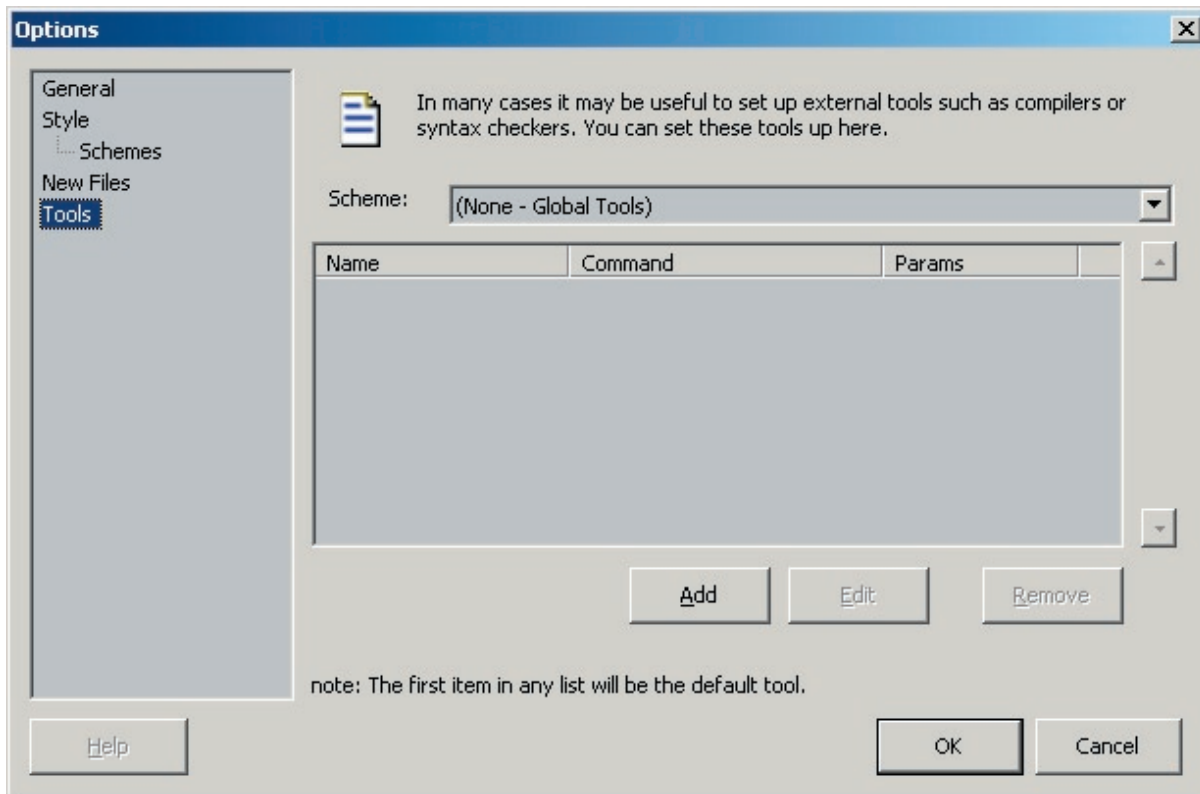 Options
General
Style
Schemes
New Files
Tools
In many cases it may be useful to set up external tools such as compilers or
syntax checkers. You can set these tools up here.
Scheme: (None - Global Tools)
Name Command Params
Add Edit Remove
note: The first item in any list will be the default tool.
Help OK Cancel